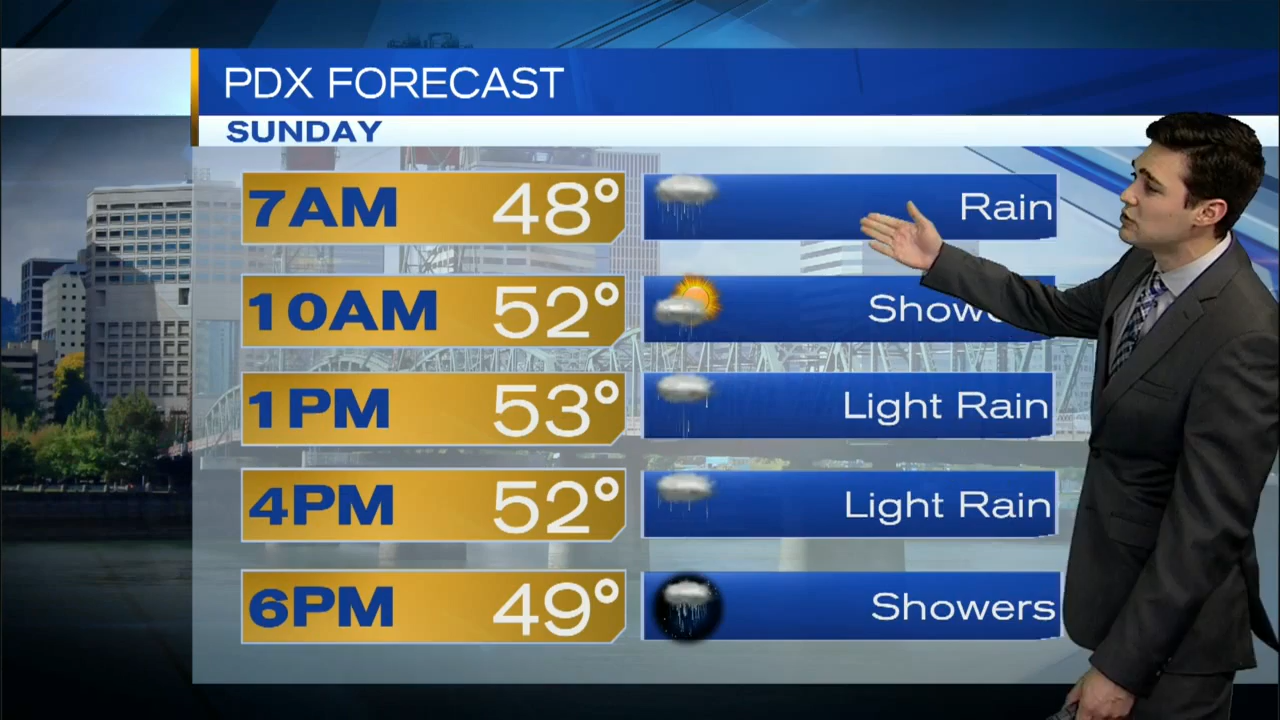 PDX FORECAST
SUNDAY
7AM 48° Rain
10AM 52°
1PM 53° Light Rain
4PM 52° Light Rain
6PM 49° Showers